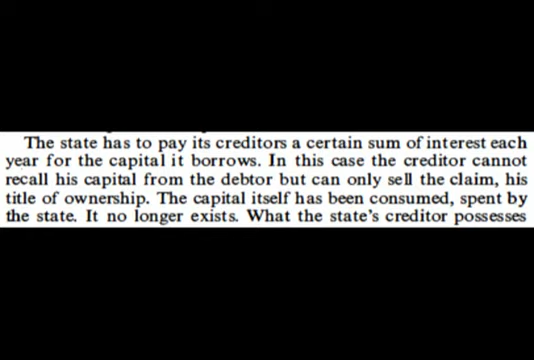 The state has to pay its creditors a certain sum of interest each
year for the capital it borrows. In this case the creditor cannot
recall his capital from the debtor but can only sell the claim, his
title of ownership. The capital itself has been consumed, spent by
the state. It no longer exists. What the state's creditor possesses